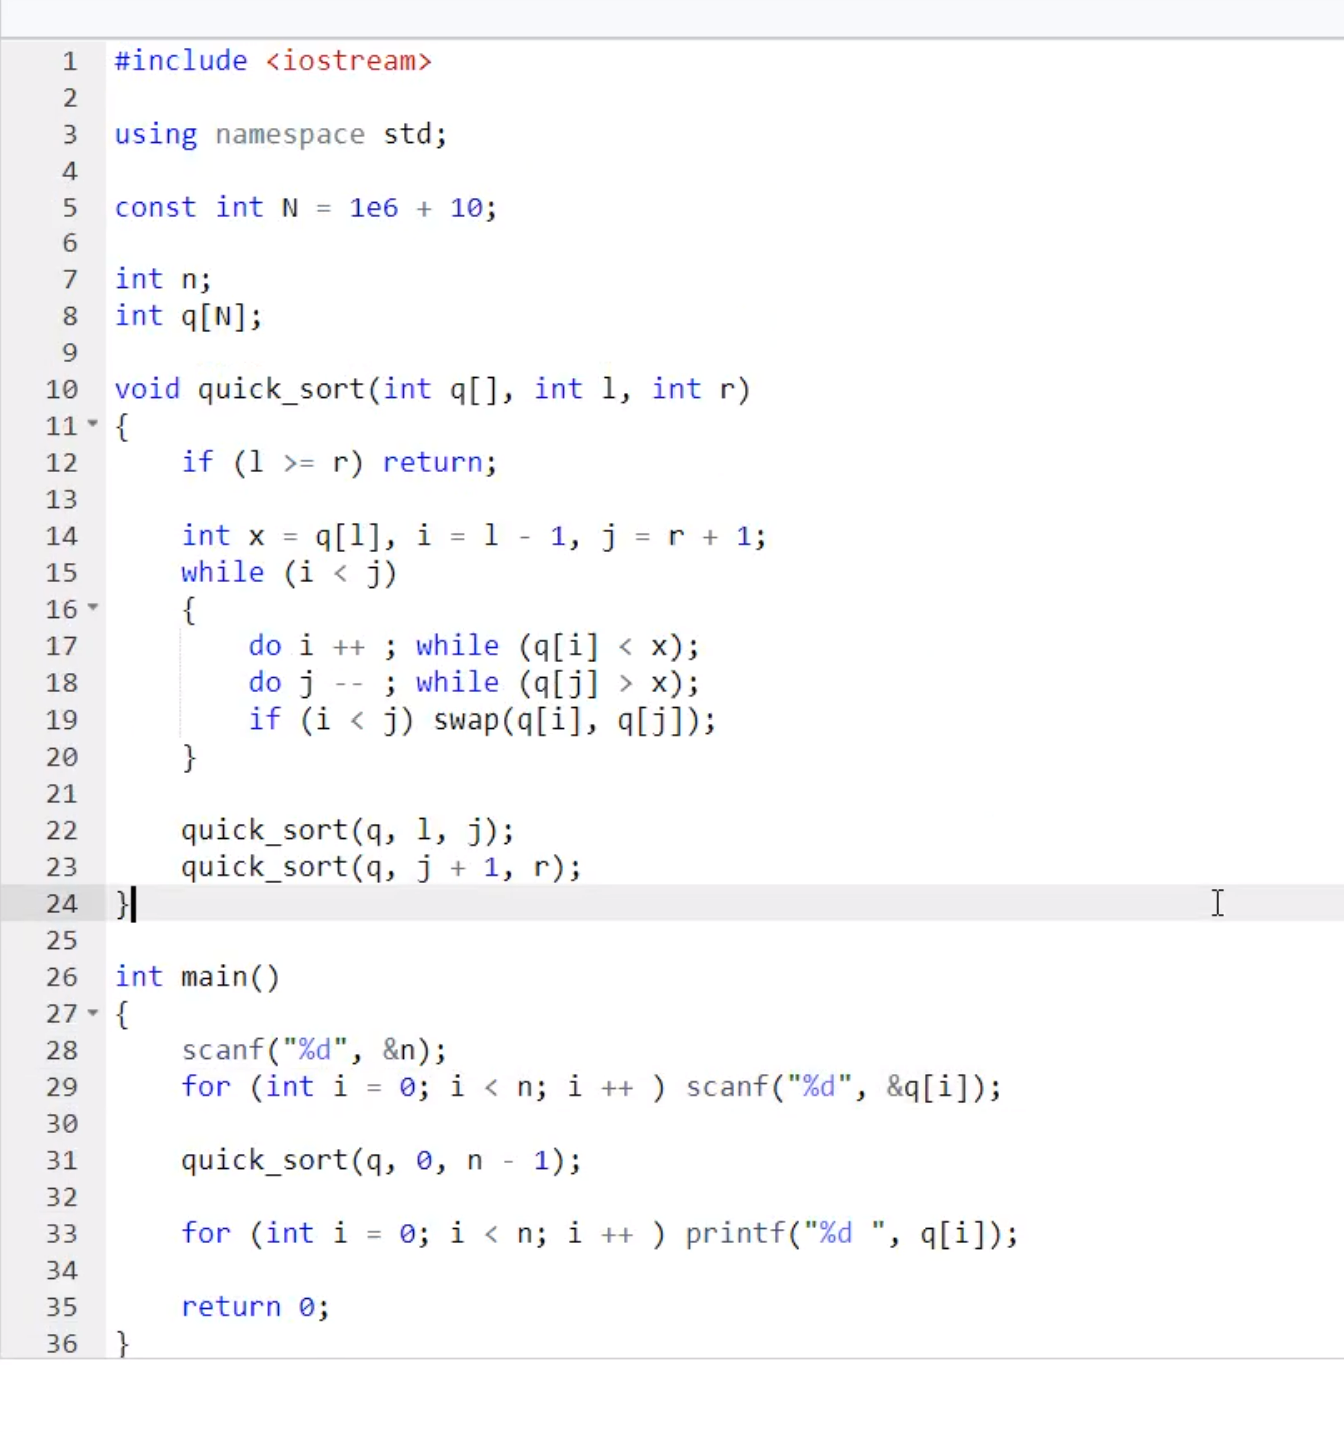 1 #include <iostream>
2
3 using namespace std;
4
5 const int N = 1e6 + 10;
6
7 int n;
8 int q[N];
9
10 void quick_sort(int q[], int l, int r)
11 {
12     if (l >= r) return;
13
14     int x = q[l], i = l - 1, j = r + 1;
15     while (i < j)
16     {
17         do i ++ ; while (q[i] < x);
18         do j -- ; while (q[j] > x);
19         if (i < j) swap(q[i], q[j]);
20     }
21
22     quick_sort(q, l, j);
23     quick_sort(q, j + 1, r);
24 }
25
26 int main()
27 {
28     scanf("%d", &n);
29     for (int i = 0; i < n; i ++ ) scanf("%d", &q[i]);
30
31     quick_sort(q, 0, n - 1);
32
33     for (int i = 0; i < n; i ++ ) printf("%d ", q[i]);
34
35     return 0;
36 }